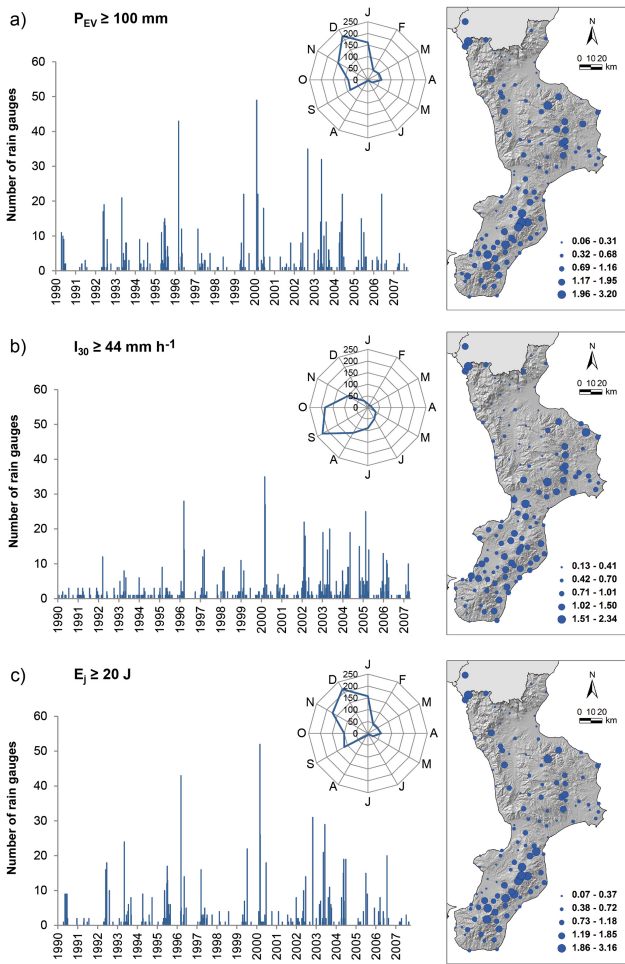 a)
P_EV ≥ 100 mm
Number of rain gauges
60
50
40
30
20
10
0
1990 1991 1992 1993 1994 1995 1996 1997 1998 1999 2000 2001 2002 2003 2004 2005 2006 2007
J F M A M J J A S O N D
250
200
150
100
50
0
N
0 10 20
km
0.06 - 0.31
0.32 - 0.68
0.69 - 1.16
1.17 - 1.95
1.96 - 3.20
b)
I_30 ≥ 44 mm h^-1
Number of rain gauges
60
50
40
30
20
10
0
1990 1991 1992 1993 1994 1995 1996 1997 1998 1999 2000 2001 2002 2003 2004 2005 2006 2007
J F M A M J J A S O N D
250
200
150
100
50
0
N
0 10 20
km
0.13 - 0.41
0.42 - 0.70
0.71 - 1.01
1.02 - 1.50
1.51 - 2.34
c)
E_j ≥ 20 J
Number of rain gauges
60
50
40
30
20
10
0
1990 1991 1992 1993 1994 1995 1996 1997 1998 1999 2000 2001 2002 2003 2004 2005 2006 2007
J F M A M J J A S O N D
250
200
150
100
50
0
N
0 10 20
km
0.07 - 0.37
0.38 - 0.72
0.73 - 1.18
1.19 - 1.85
1.86 - 3.16